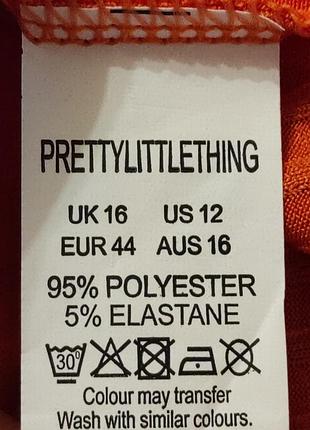 PRETTYLITTLETHING
UK 16 US 12
EUR 44 AUS 16
95% POLYESTER
5% ELASTANE
30°
Colour may transfer
Wash with similar colours.